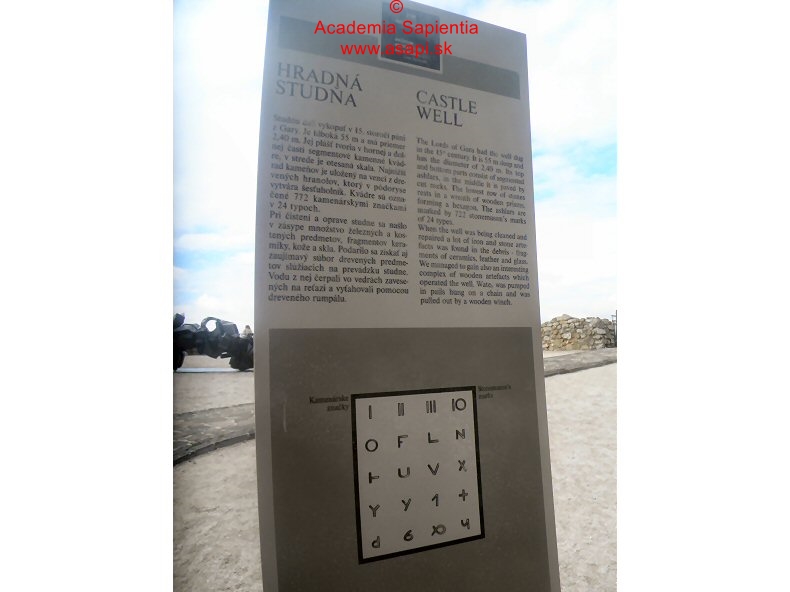 ©
Academia Sapientia
www.asapi.sk
HRADNÁ
STUDŇA
Studňu dali vykopať v 15. storočí páni
z Gary. Je hlboká 55 m a má priemer
2,40 m. Jej plášť tvoria v hornej a dol-
nej časti segmentové kamenné kvád-
re, v strede je otesaná skala. Najnižší
rad kameňov je uložený na venci z dre-
vených hranolov, ktorý v pôdoryse
vytvára šesťuholník. Kvádre sú ozna-
čené 772 kamenárskymi značkami
v 24 typoch.
Pri čistení a oprave studne sa našlo
v zásype množstvo železných a kos-
tených predmetov, fragmentov kera-
miky, kože a skla. Podarilo sa získať aj
zaujímavý súbor drevených predme-
tov slúžiacich na prevádzku studne.
Vodu z nej čerpali vo vedrách zavese-
ných na reťazi a vyťahovali pomocou
dreveného rumpálu.
CASTLE
WELL
The Lords of Gara had the well dug
in the 15th century. It is 55 m deep and
has the diameter of 2,40 m. Its top
and bottom parts consist of segmental
ashlars, in the middle it is paved by
cut rocks. The lowest row of stones
rests in a wreath of wooden prisms,
forming a hexagon. The ashlars are
marked by 722 stonemason's marks
of 24 types.
When the well was being cleaned and
repaired a lot of iron and stone arte-
facts was found in the debris - frag-
ments of ceramics, leather and glass.
We managed to gain also an interesting
complex of wooden artefacts which
operated the well. Wate, was pumped
in pails hung on a chain and was
pulled out by a wooden winch.
Kamenárske
značky
Stonemason's
marks
I II III IO
O F L N
U V X
Y y 1 +
d 6 XO 4